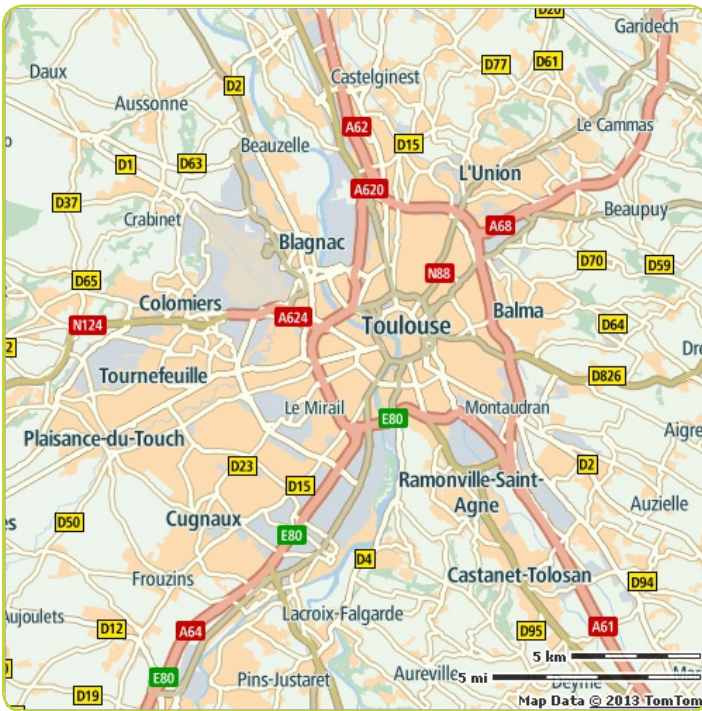 D20
Garidech
Daux
Castelginest
D77
D61
D2
Aussonne
A62
Le Cammas
D15
Beauzelle
D1
D63
L'Union
A620
D37
Crabinet
A68
Beaupuy
Blagnac
D70
D59
N88
D65
Colomiers
A624
Balma
N124
Toulouse
D64
Tournefeuille
D826
Le Mirail
E80
Montaudran
Plaisance-du-Touch
D23
D2
D15
Ramonville-Saint-
Agne
Auzielle
Cugnaux
D50
E80
D4
Frouzins
Castanet-Tolosan
D94
Lacroix-Falgarde
D12
A64
D95
A61
5 km
E80
Pins-Justaret
Aureville
5 mi
D19
Deyme
Map Data © 2013 TomTom